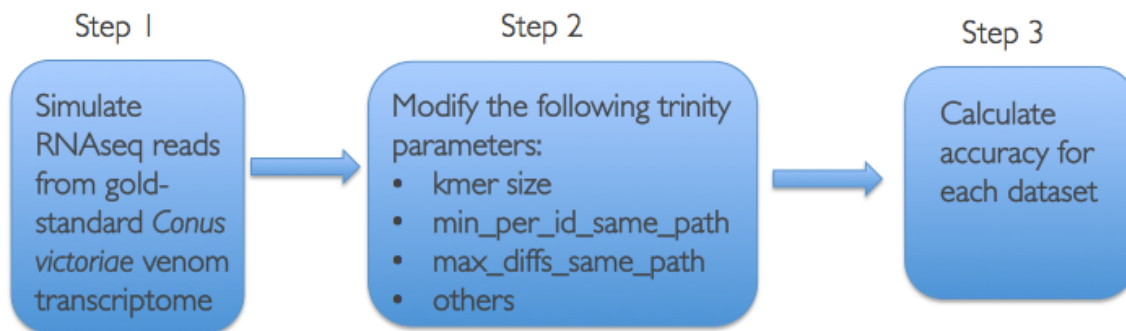 Step 1
Simulate
RNAseq reads
from gold-
standard Conus
victoriae venom
transcriptome
Step 2
Modify the following trinity
parameters:
• kmer size
• min_per_id_same_path
• max_diffs_same_path
• others
Step 3
Calculate
accuracy for
each dataset